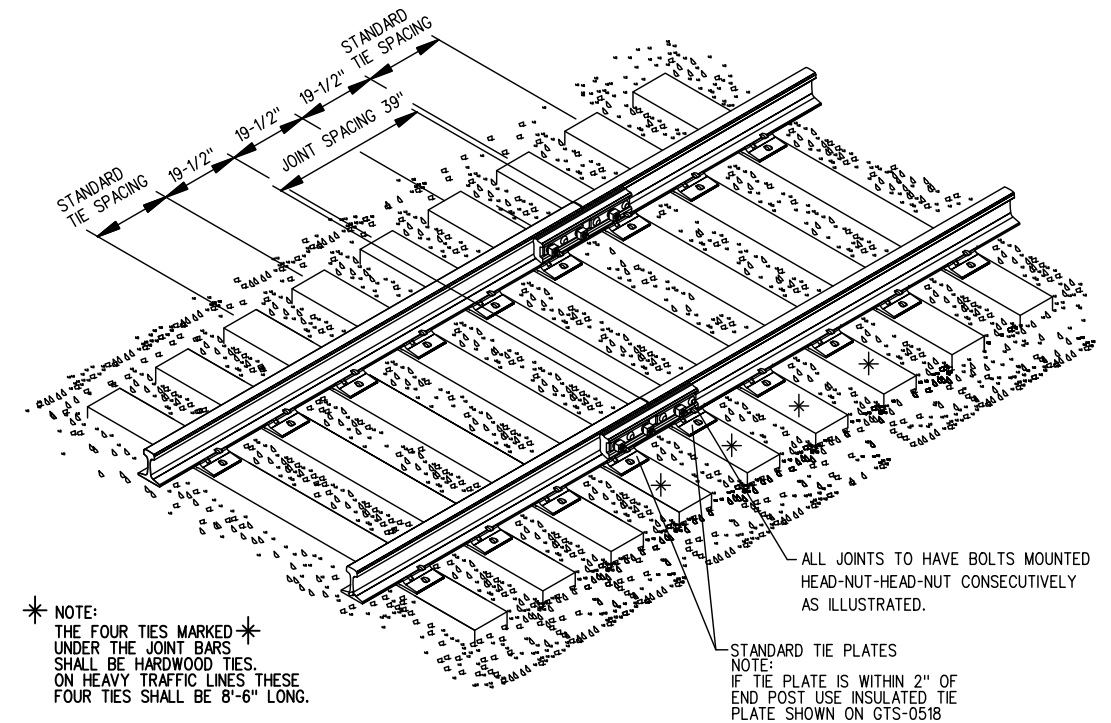 STANDARD
TIE SPACING
19-1/2"
19-1/2"
19-1/2"
STANDARD
TIE SPACING
JOINT SPACING 39"
ALL JOINTS TO HAVE BOLTS MOUNTED
HEAD-NUT-HEAD-NUT CONSECUTIVELY
AS ILLUSTRATED.
NOTE:
THE FOUR TIES MARKED
UNDER THE JOINT BARS
SHALL BE HARDWOOD TIES.
ON HEAVY TRAFFIC LINES THESE
FOUR TIES SHALL BE 8'-6" LONG.
STANDARD TIE PLATES
NOTE:
IF TIE PLATE IS WITHIN 2" OF
END POST USE INSULATED TIE
PLATE SHOWN ON GTS-0518